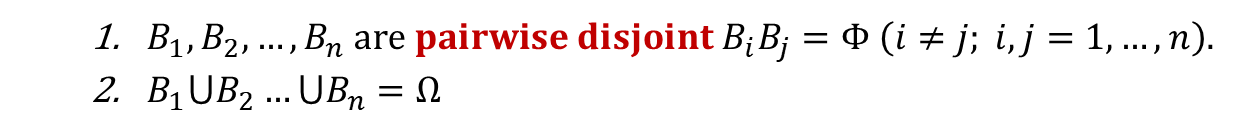 1. B₁, B₂, …, Bₙ are pairwise disjoint BᵢBⱼ = Φ (i ≠ j; i, j = 1, …, n).
2. B₁⋃B₂ … ⋃Bₙ = Ω